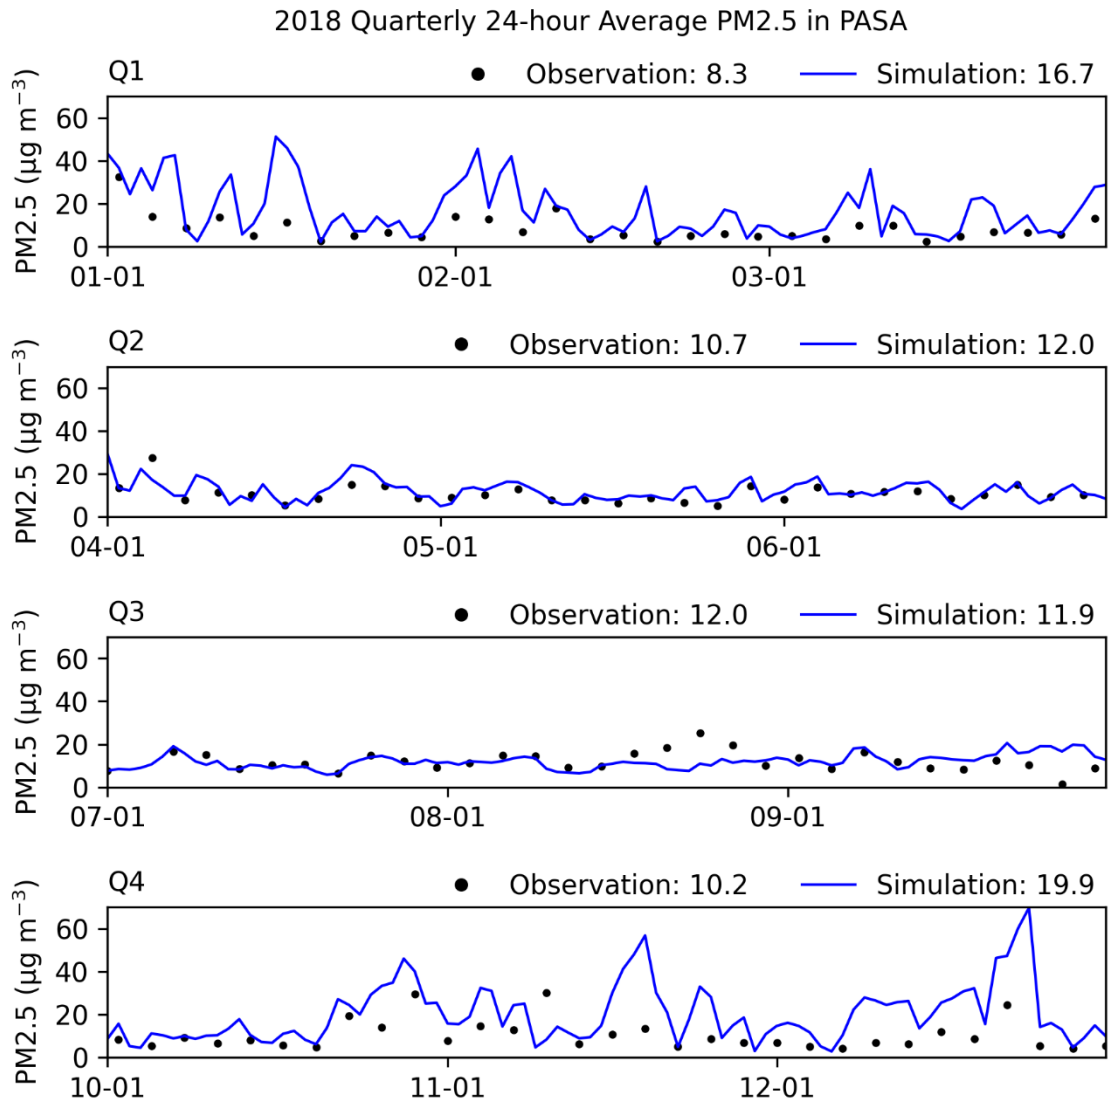 2018 Quarterly 24-hour Average PM2.5 in PASA
Q1 Observation: 8.3 Simulation: 16.7
PM2.5 (µg m⁻³)
60
40
20
0
01-01 02-01 03-01
Q2 Observation: 10.7 Simulation: 12.0
PM2.5 (µg m⁻³)
60
40
20
0
04-01 05-01 06-01
Q3 Observation: 12.0 Simulation: 11.9
PM2.5 (µg m⁻³)
60
40
20
0
07-01 08-01 09-01
Q4 Observation: 10.2 Simulation: 19.9
PM2.5 (µg m⁻³)
60
40
20
0
10-01 11-01 12-01